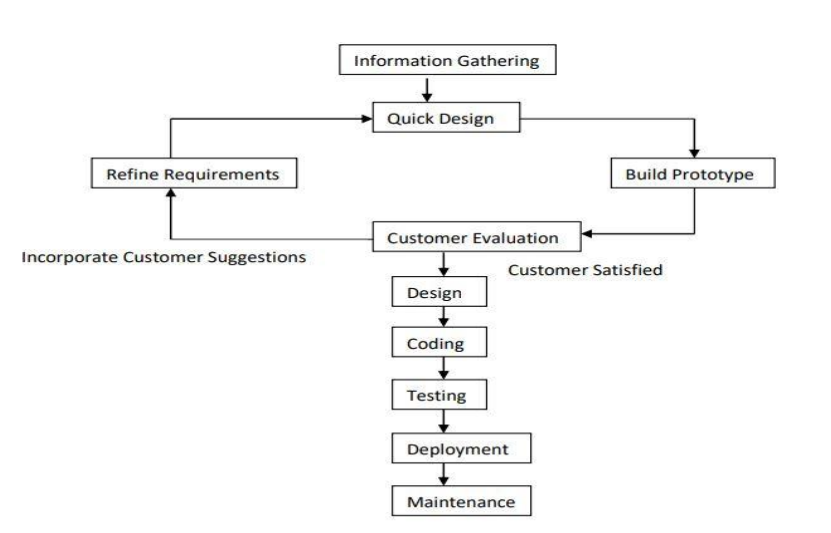 Information Gathering
Quick Design
Refine Requirements
Build Prototype
Customer Evaluation
Incorporate Customer Suggestions
Customer Satisfied
Design
Coding
Testing
Deployment
Maintenance